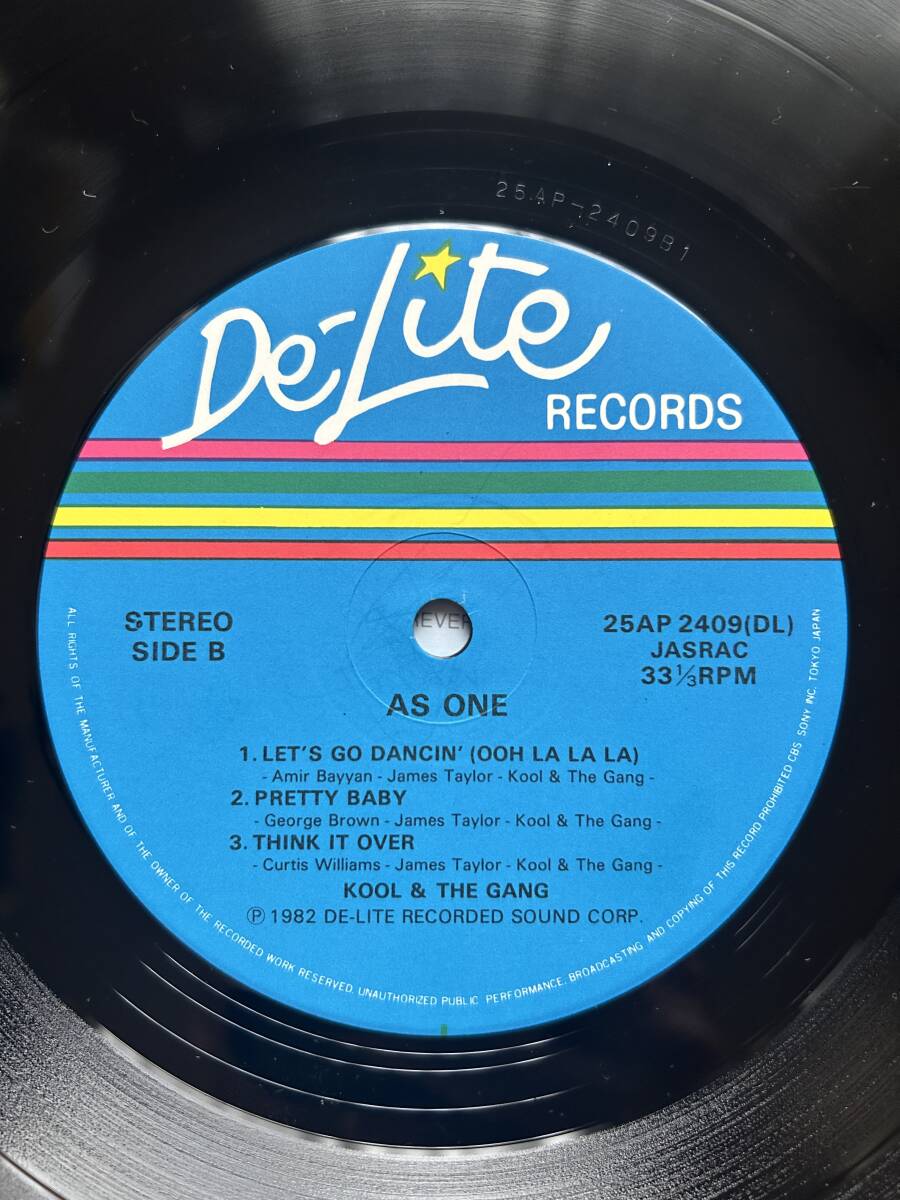 25AP-2409B1
De-Lite
RECORDS
STEREO
SIDE B
25AP 2409(DL)
JASRAC
33⅓RPM
AS ONE
1. LET'S GO DANCIN' (OOH LA LA LA)
- Amir Bayyan - James Taylor - Kool & The Gang -
2. PRETTY BABY
- George Brown - James Taylor - Kool & The Gang -
3. THINK IT OVER
- Curtis Williams - James Taylor - Kool & The Gang -
KOOL & THE GANG
Ⓟ 1982 DE-LITE RECORDED SOUND CORP.
ALL RIGHTS OF THE MANUFACTURER AND OF THE OWNER OF THE RECORDED WORK RESERVED. UNAUTHORIZED PUBLIC PERFORMANCE. BROADCASTING AND COPYING OF THIS RECORD PROHIBITED CBS SONY INC. TOKYO JAPAN